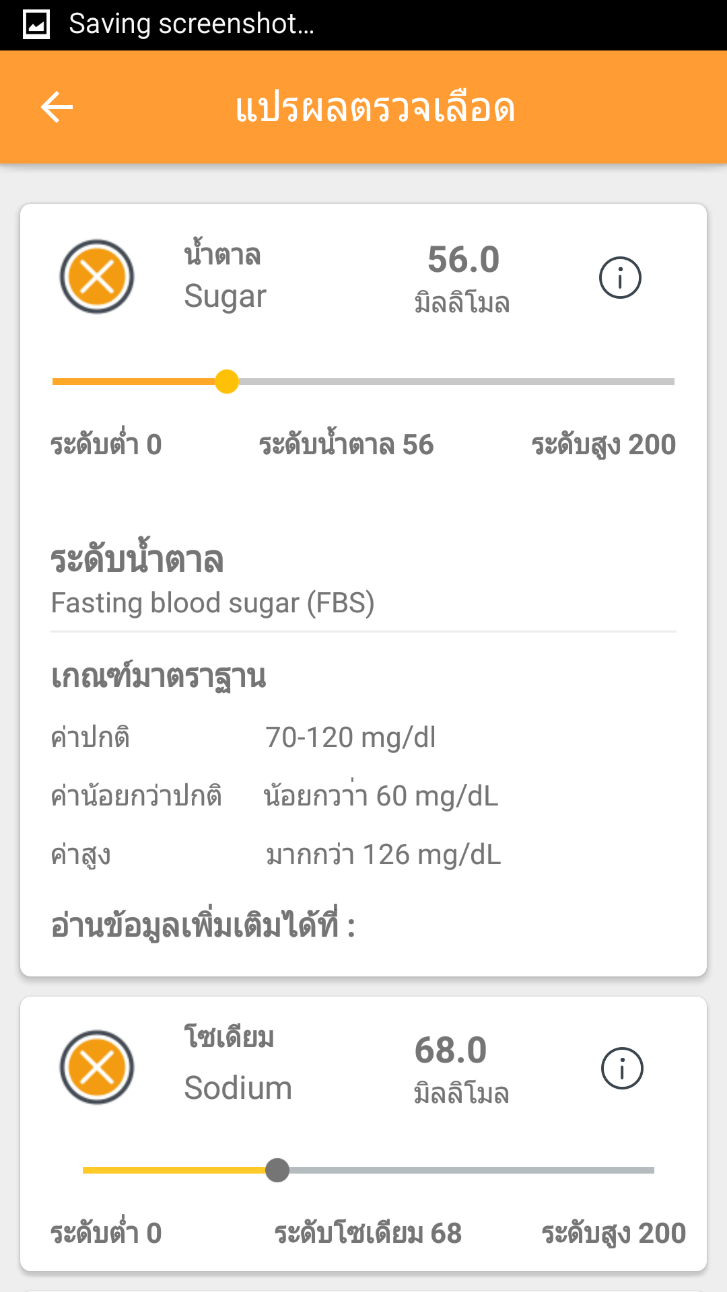 Saving screenshot...
แปรผลตรวจเลือด
น้ำตาล
Sugar
56.0
มิลลิโมล
ระดับต่ำ 0 ระดับน้ำตาล 56 ระดับสูง 200
ระดับน้ำตาล
Fasting blood sugar (FBS)
เกณฑ์มาตราฐาน
ค่าปกติ 70-120 mg/dl
ค่าน้อยกว่าปกติ น้อยกวา่า 60 mg/dL
ค่าสูง มากกว่า 126 mg/dL
อ่านข้อมูลเพิ่มเติมได้ที่ :
โซเดียม
Sodium
68.0
มิลลิโมล
ระดับต่ำ 0 ระดับโซเดียม 68 ระดับสูง 200